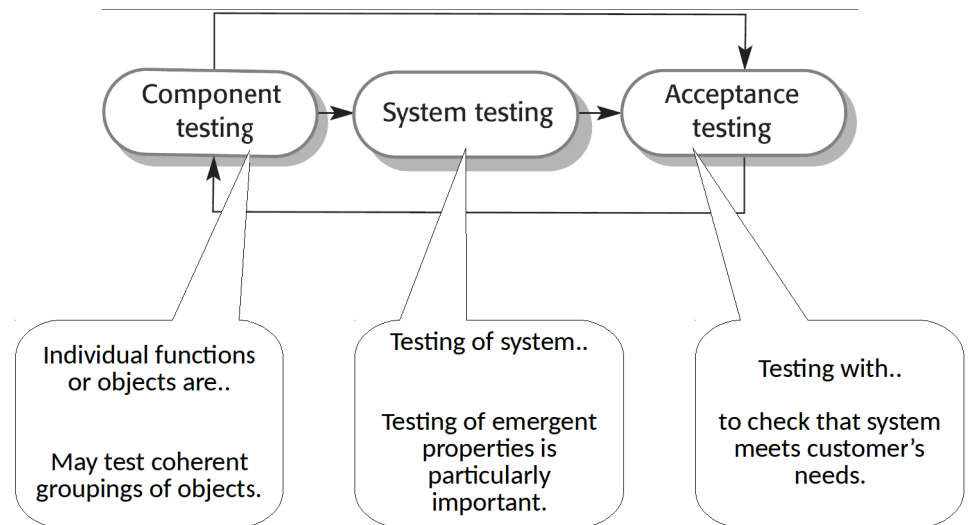 Component
testing
System testing
Acceptance
testing
Individual functions
or objects are..
May test coherent
groupings of objects.
Testing of system..
Testing of emergent
properties is
particularly
important.
Testing with..
to check that system
meets customer’s
needs.